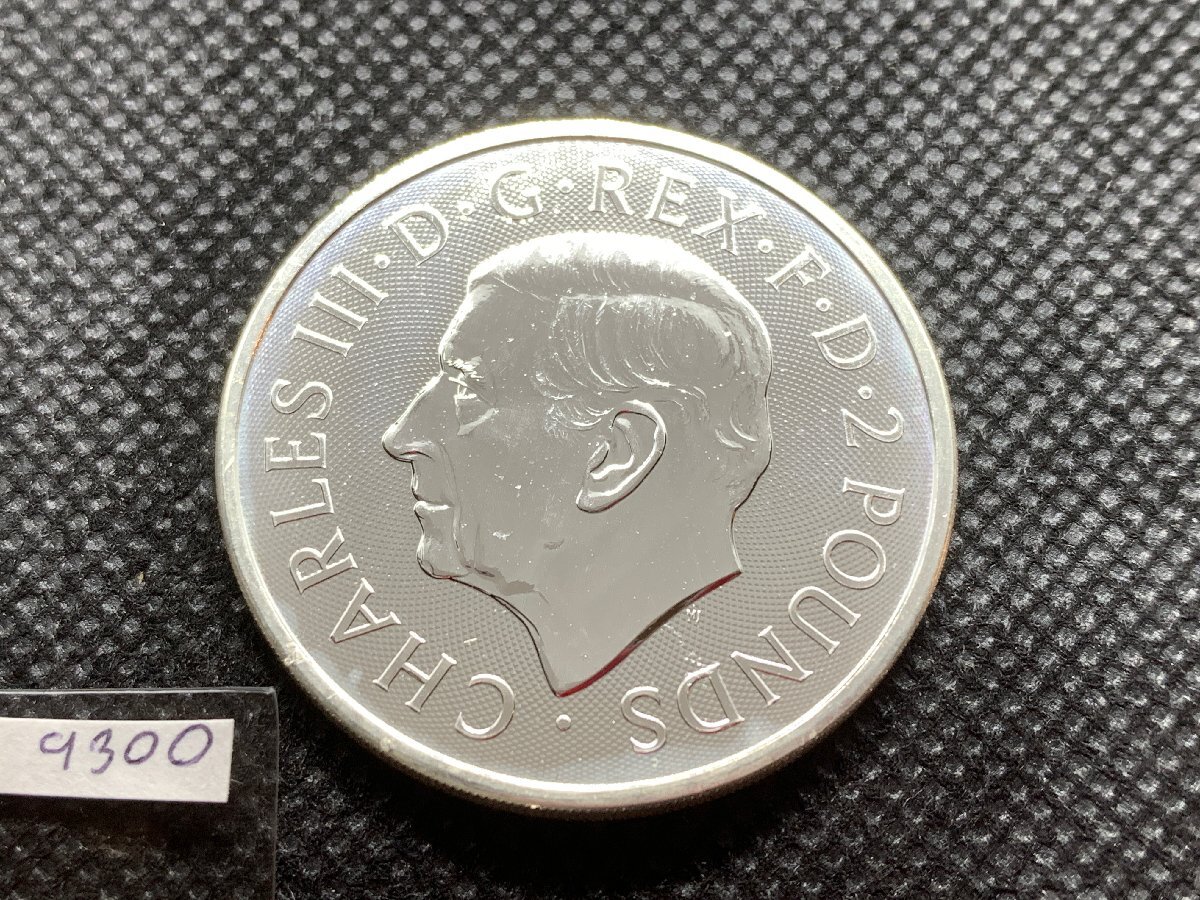 · CHARLES III · D · G · REX · F · D · 2 POUNDS
9300